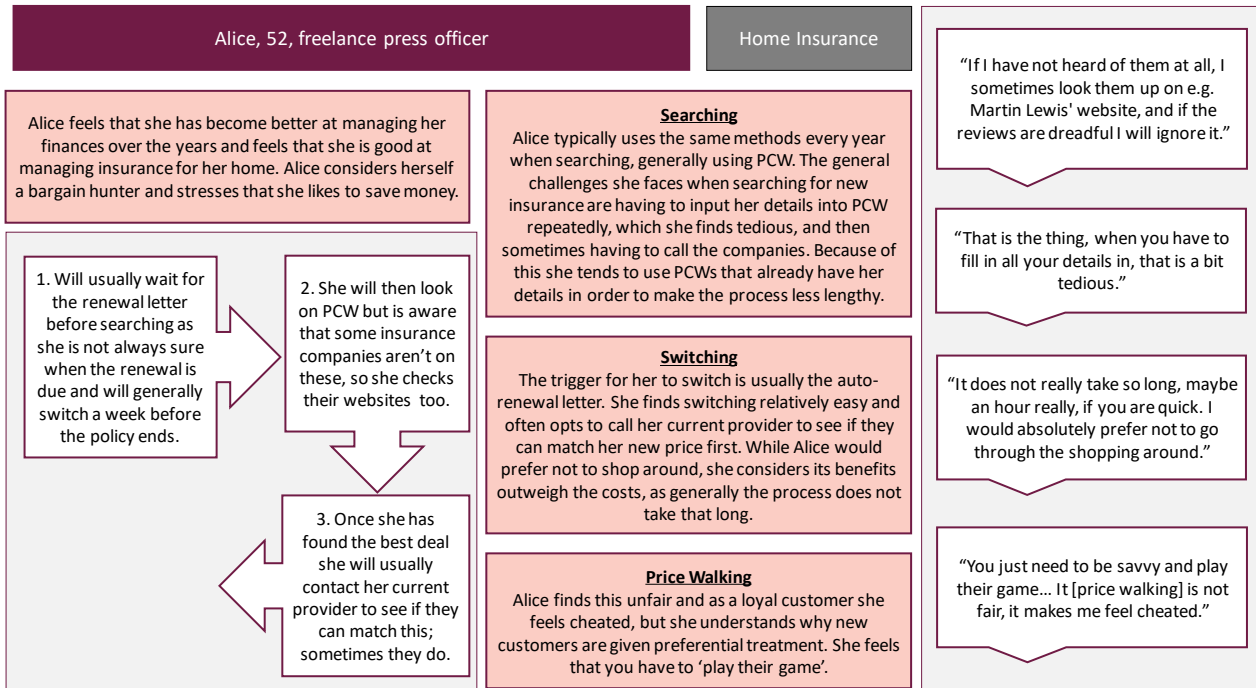 Alice, 52, freelance press officer
Home Insurance
Alice feels that she has become better at managing her
finances over the years and feels that she is good at
managing insurance for her home. Alice considers herself
a bargain hunter and stresses that she likes to save money.
1. Will usually wait for
the renewal letter
before searching as
she is not always sure
when the renewal is
due and will generally
switch a week before
the policy ends.
2. She will then look
on PCW but is aware
that some insurance
companies aren't on
these, so she checks
their websites too.
3. Once she has
found the best deal
she will usually
contact her current
provider to see if they
can match this;
sometimes they do.
Searching
Alice typically uses the same methods every year
when searching, generally using PCW. The general
challenges she faces when searching for new
insurance are having to input her details into PCW
repeatedly, which she finds tedious, and then
sometimes having to call the companies. Because of
this she tends to use PCWs that already have her
details in order to make the process less lengthy.
Switching
The trigger for her to switch is usually the auto-
renewal letter. She finds switching relatively easy and
often opts to call her current provider to see if they
can match her new price first. While Alice would
prefer not to shop around, she considers its benefits
outweigh the costs, as generally the process does not
take that long.
Price Walking
Alice finds this unfair and as a loyal customer she
feels cheated, but she understands why new
customers are given preferential treatment. She feels
that you have to 'play their game'.
"If I have not heard of them at all, I
sometimes look them up on e.g.
Martin Lewis' website, and if the
reviews are dreadful I will ignore it."
"That is the thing, when you have to
fill in all your details in, that is a bit
tedious."
"It does not really take so long, maybe
an hour really, if you are quick. I
would absolutely prefer not to go
through the shopping around."
"You just need to be savvy and play
their game... It [price walking] is not
fair, it makes me feel cheated."